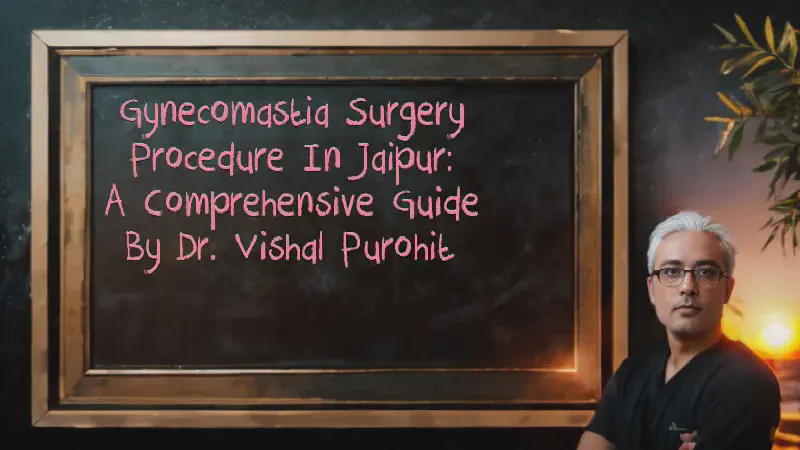 Gynecomastia Surgery
Procedure In Jaipur:
A Comprehensive Guide
By Dr. Vishal Purohit